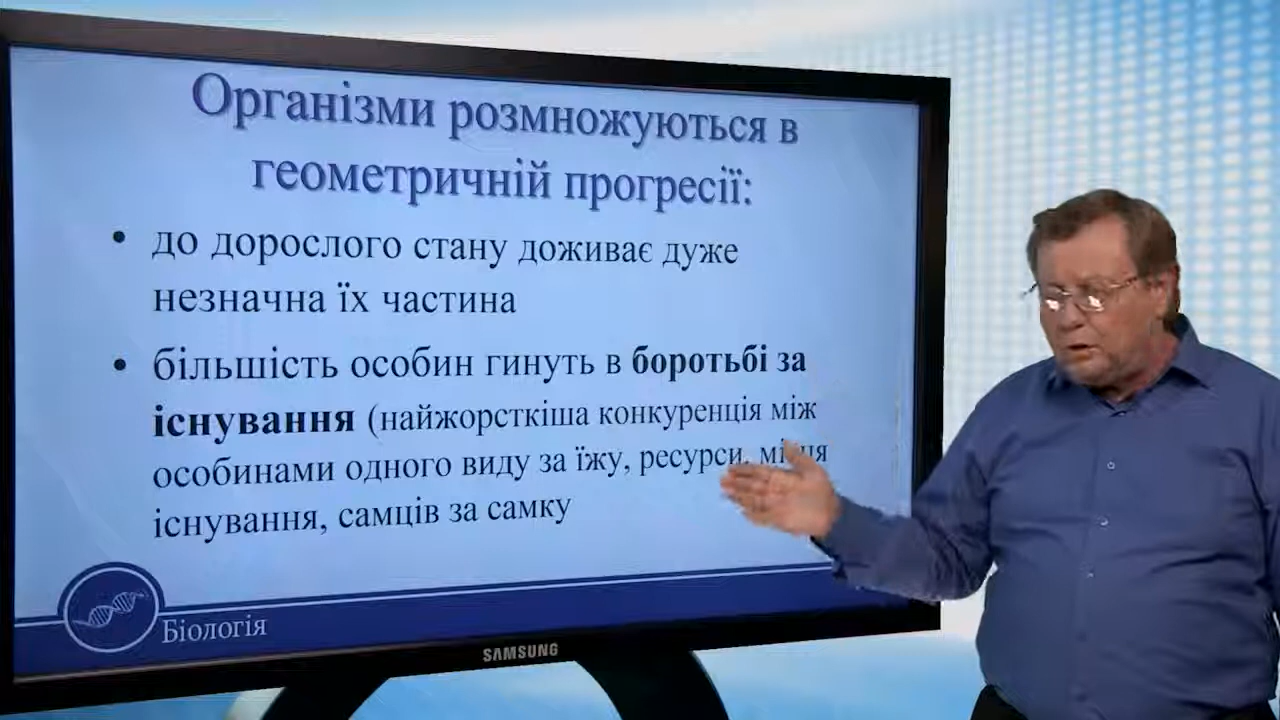 Організми розмножуються в
геометричній прогресії:
• до дорослого стану доживає дуже
незначна їх частина
• більшість особин гинуть в боротьбі за
існування (найжорсткіша конкуренція між
особинами одного виду за їжу, ресурси,
існування, самців за самку
Біологія
SAMSUNG